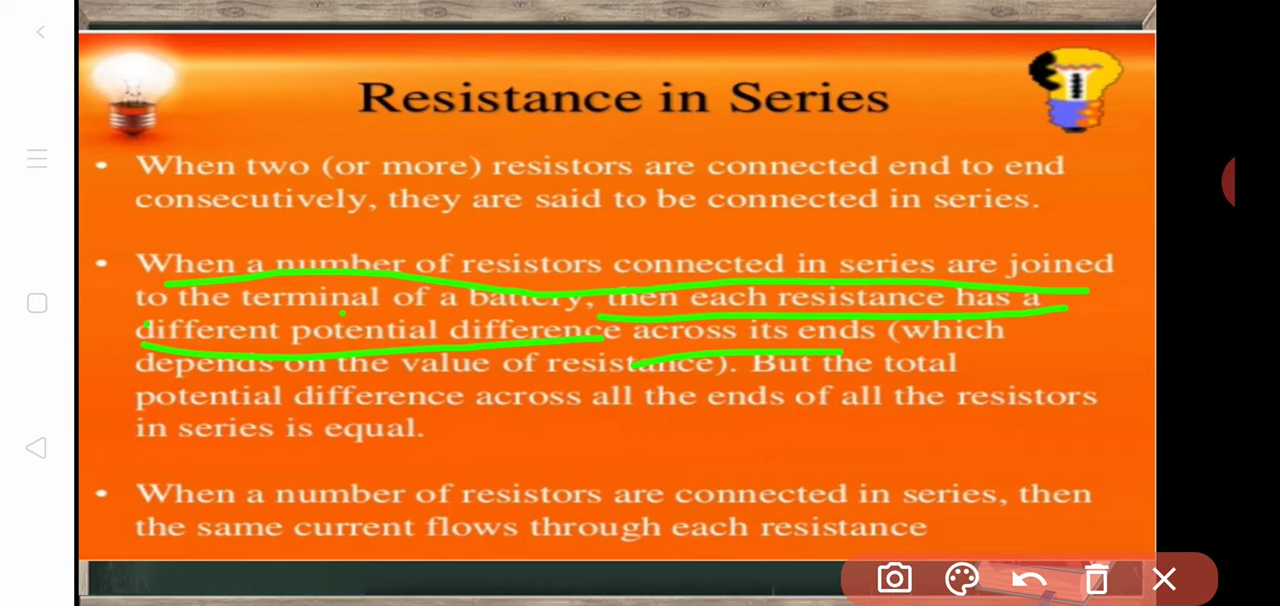 Resistance in Series
• When two (or more) resistors are connected end to end
consecutively, they are said to be connected in series.
• When a number of resistors connected in series are joined
to the terminal of a battery, then each resistance has a
different potential difference across its ends (which
depends on the value of resistance). But the total
potential difference across all the ends of all the resistors
in series is equal.
• When a number of resistors are connected in series, then
the same current flows through each resistance